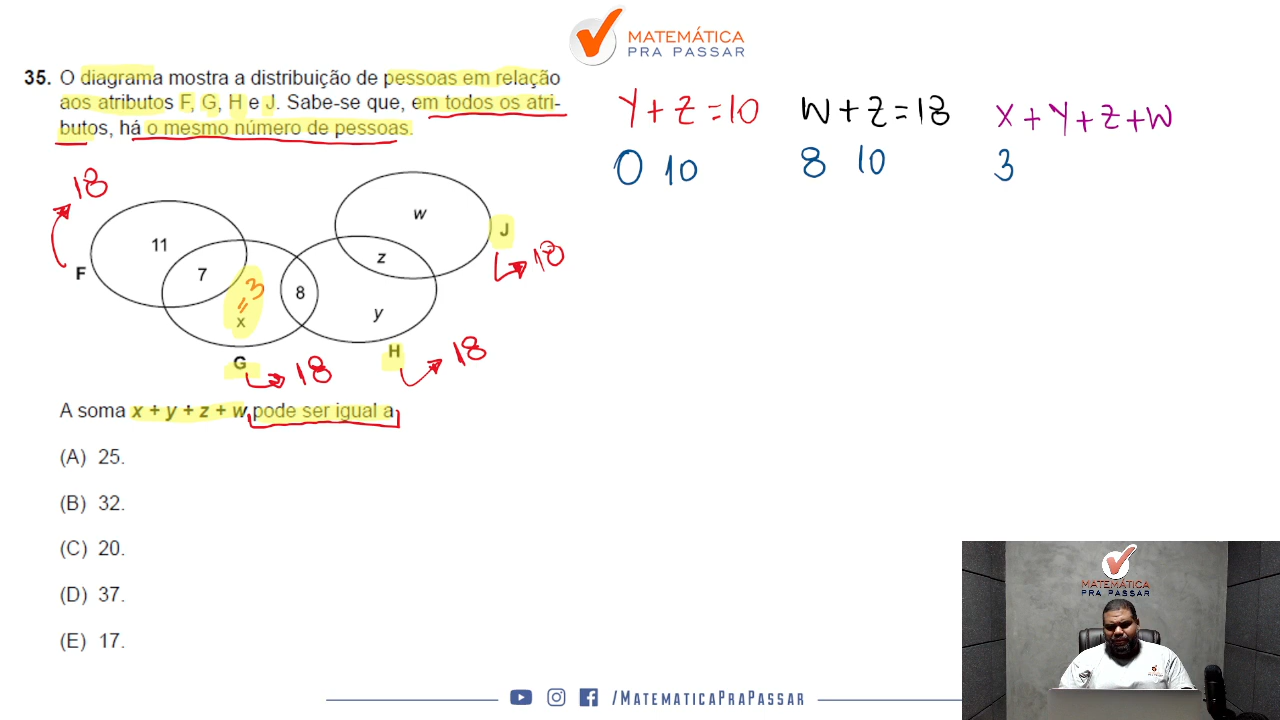 MATEMÁTICA
PRA PASSAR
35. O diagrama mostra a distribuição de pessoas em relação
aos atributos F, G, H e J. Sabe-se que, em todos os atri-
butos, há o mesmo número de pessoas.
Y + Z = 10
W + Z = 18
X + Y + Z + W
0 10
8 10
3
18
F
11
7
= 3
x
8
G
18
w
z
y
J
18
H
18
A soma x + y + z + w pode ser igual a
(A) 25.
(B) 32.
(C) 20.
(D) 37.
(E) 17.
MATEMÁTICA
PRA PASSAR
/MATEMATICAPRAPASSAR